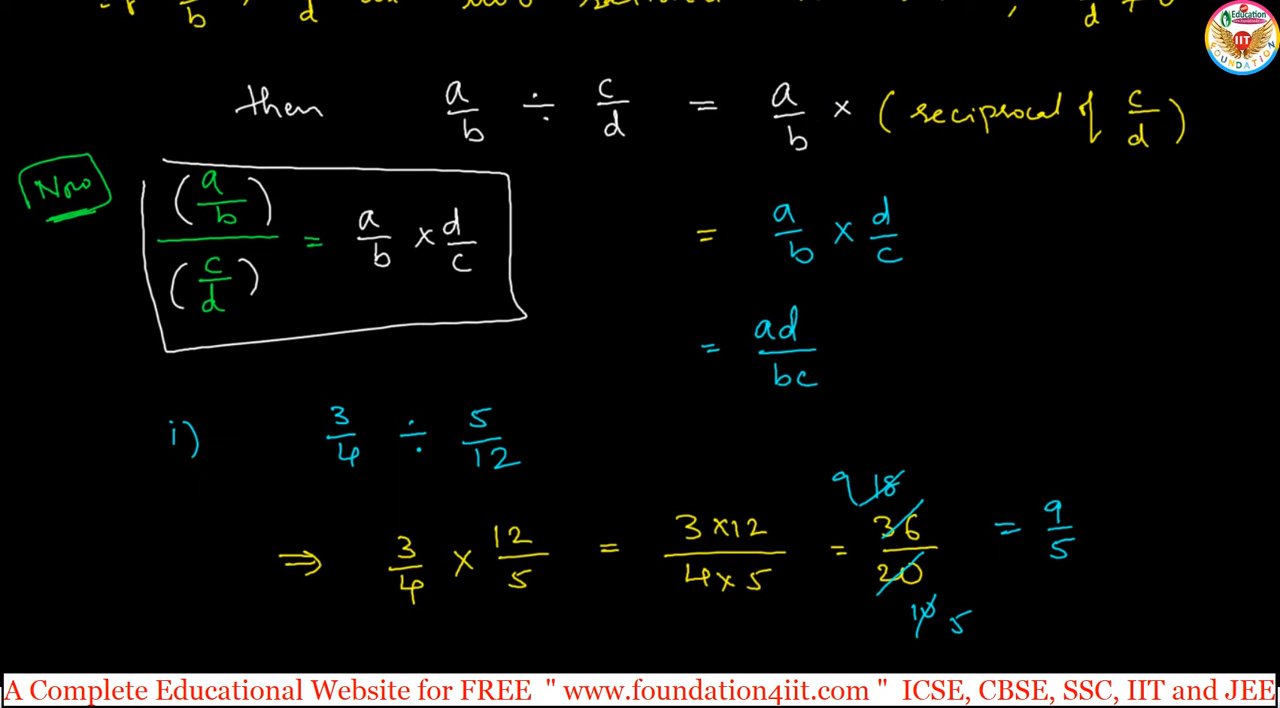 b , d
then a/b ÷ c/d = a/b × (reciprocal of c/d)
Now
(a/b)/(c/d) = a/b × d/c
= a/b × d/c
= ad/bc
i) 3/4 ÷ 5/12
⇒ 3/4 × 12/5 = 3×12/4×5 = 36/20 = 9/5
9 18
10 5
Education
IIT
FOUNDATION
A Complete Educational Website for FREE " www.foundation4iit.com " ICSE, CBSE, SSC, IIT and JEE